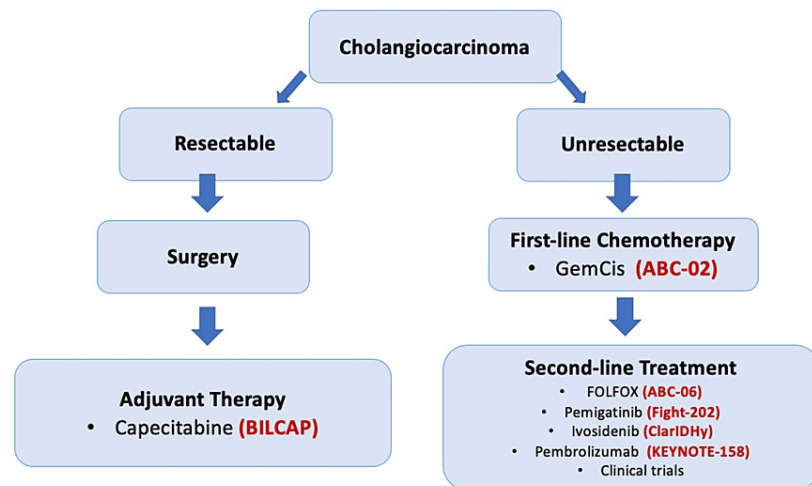 Cholangiocarcinoma
Resectable
Unresectable
Surgery
First-line Chemotherapy
• GemCis (ABC-02)
Adjuvant Therapy
• Capecitabine (BILCAP)
Second-line Treatment
• FOLFOX (ABC-06)
• Pemigatinib (Fight-202)
• Ivosidenib (ClarIDHy)
• Pembrolizumab (KEYNOTE-158)
• Clinical trials